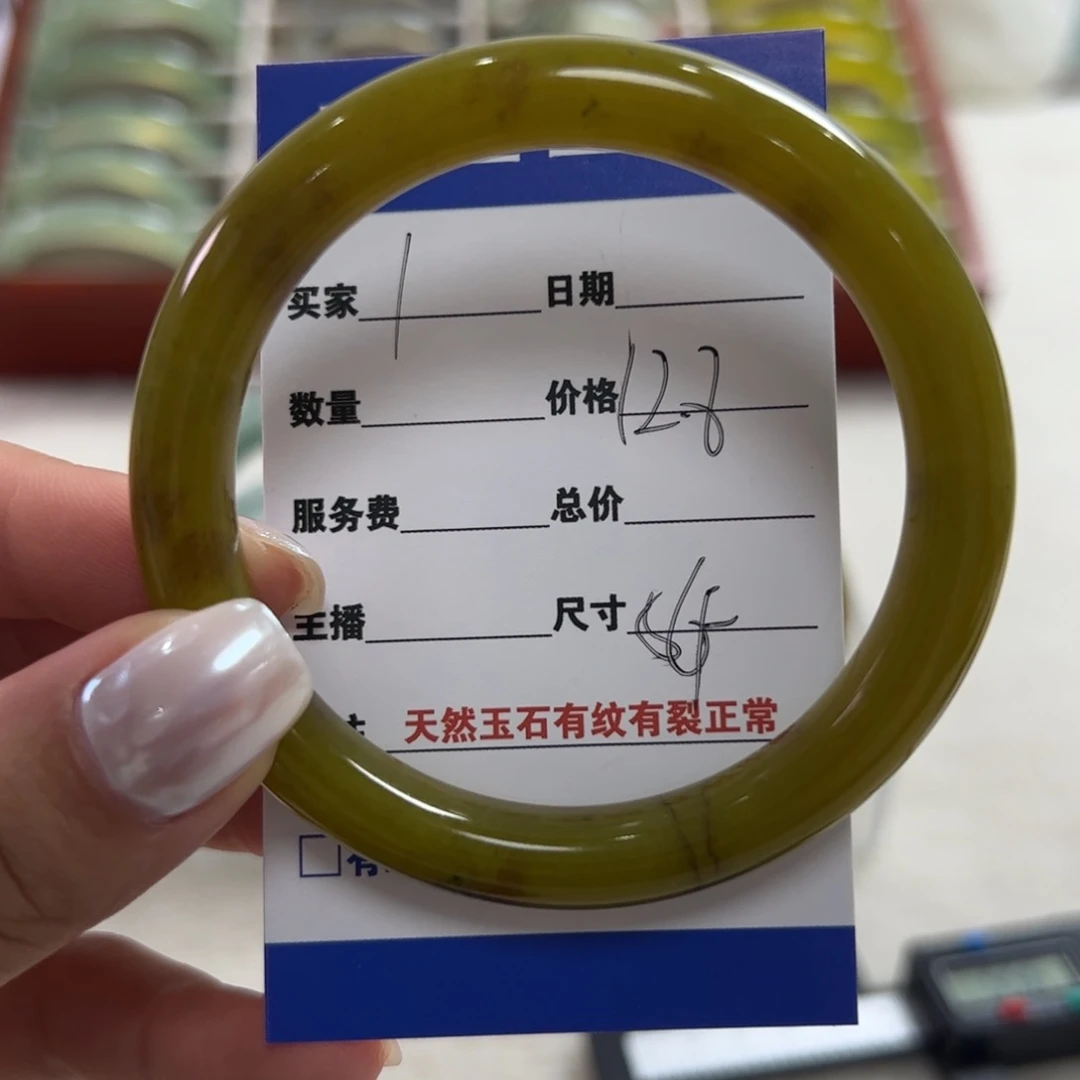 买家 1 日期
数量 价格 12.8
服务费 总价
主播 尺寸
天然玉石有纹有裂正常